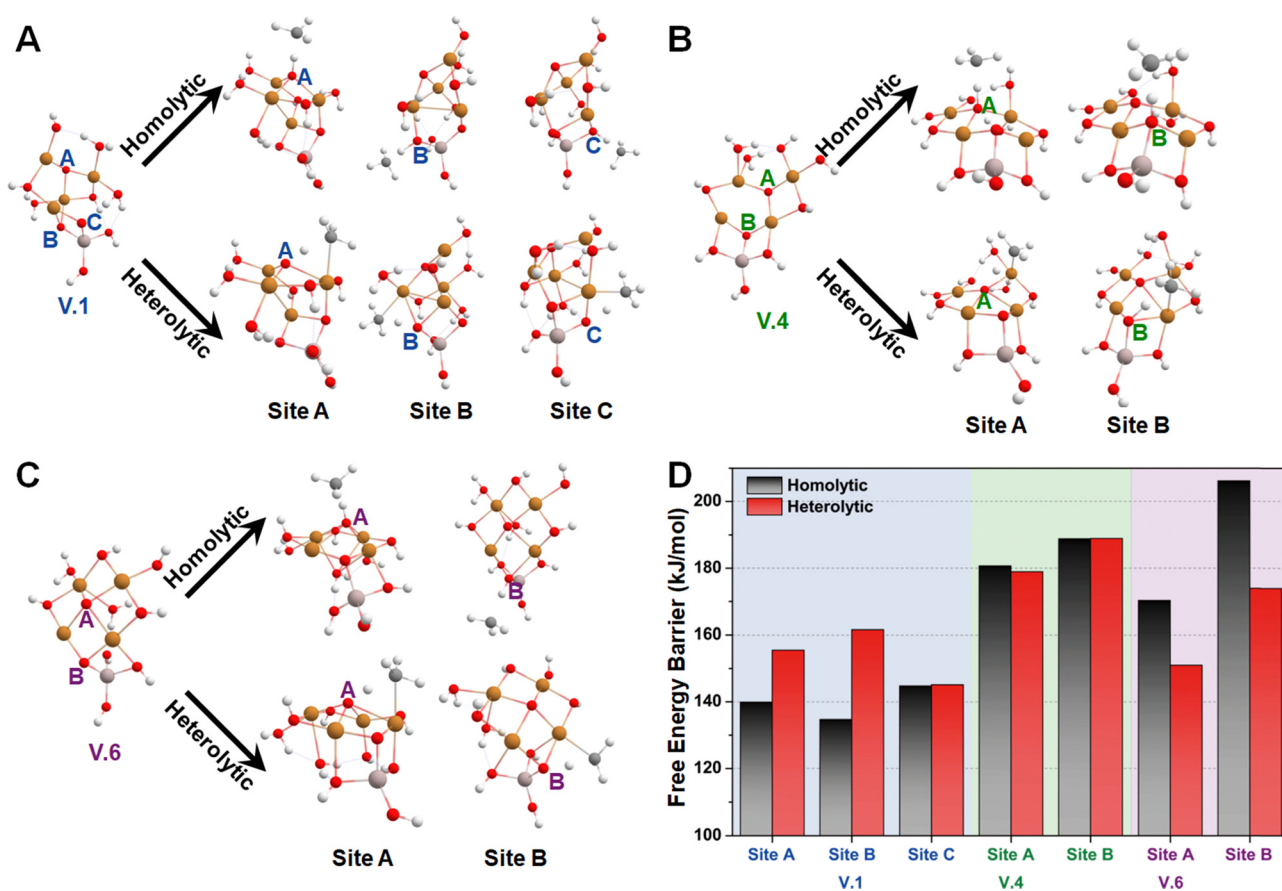 A
Homolytic
A
B
C
A
B
C
V.1
Heterolytic
A
B
C
Site A
Site B
Site C
B
Homolytic
A
B
A
B
V.4
Heterolytic
A
B
Site A
Site B
C
Homolytic
A
B
A
B
V.6
Heterolytic
A
B
Site A
Site B
D
Homolytic
Heterolytic
Free Energy Barrier (kJ/mol)
200
180
160
140
120
100
Site A Site B Site C Site A Site B Site A Site B
V.1 V.4 V.6